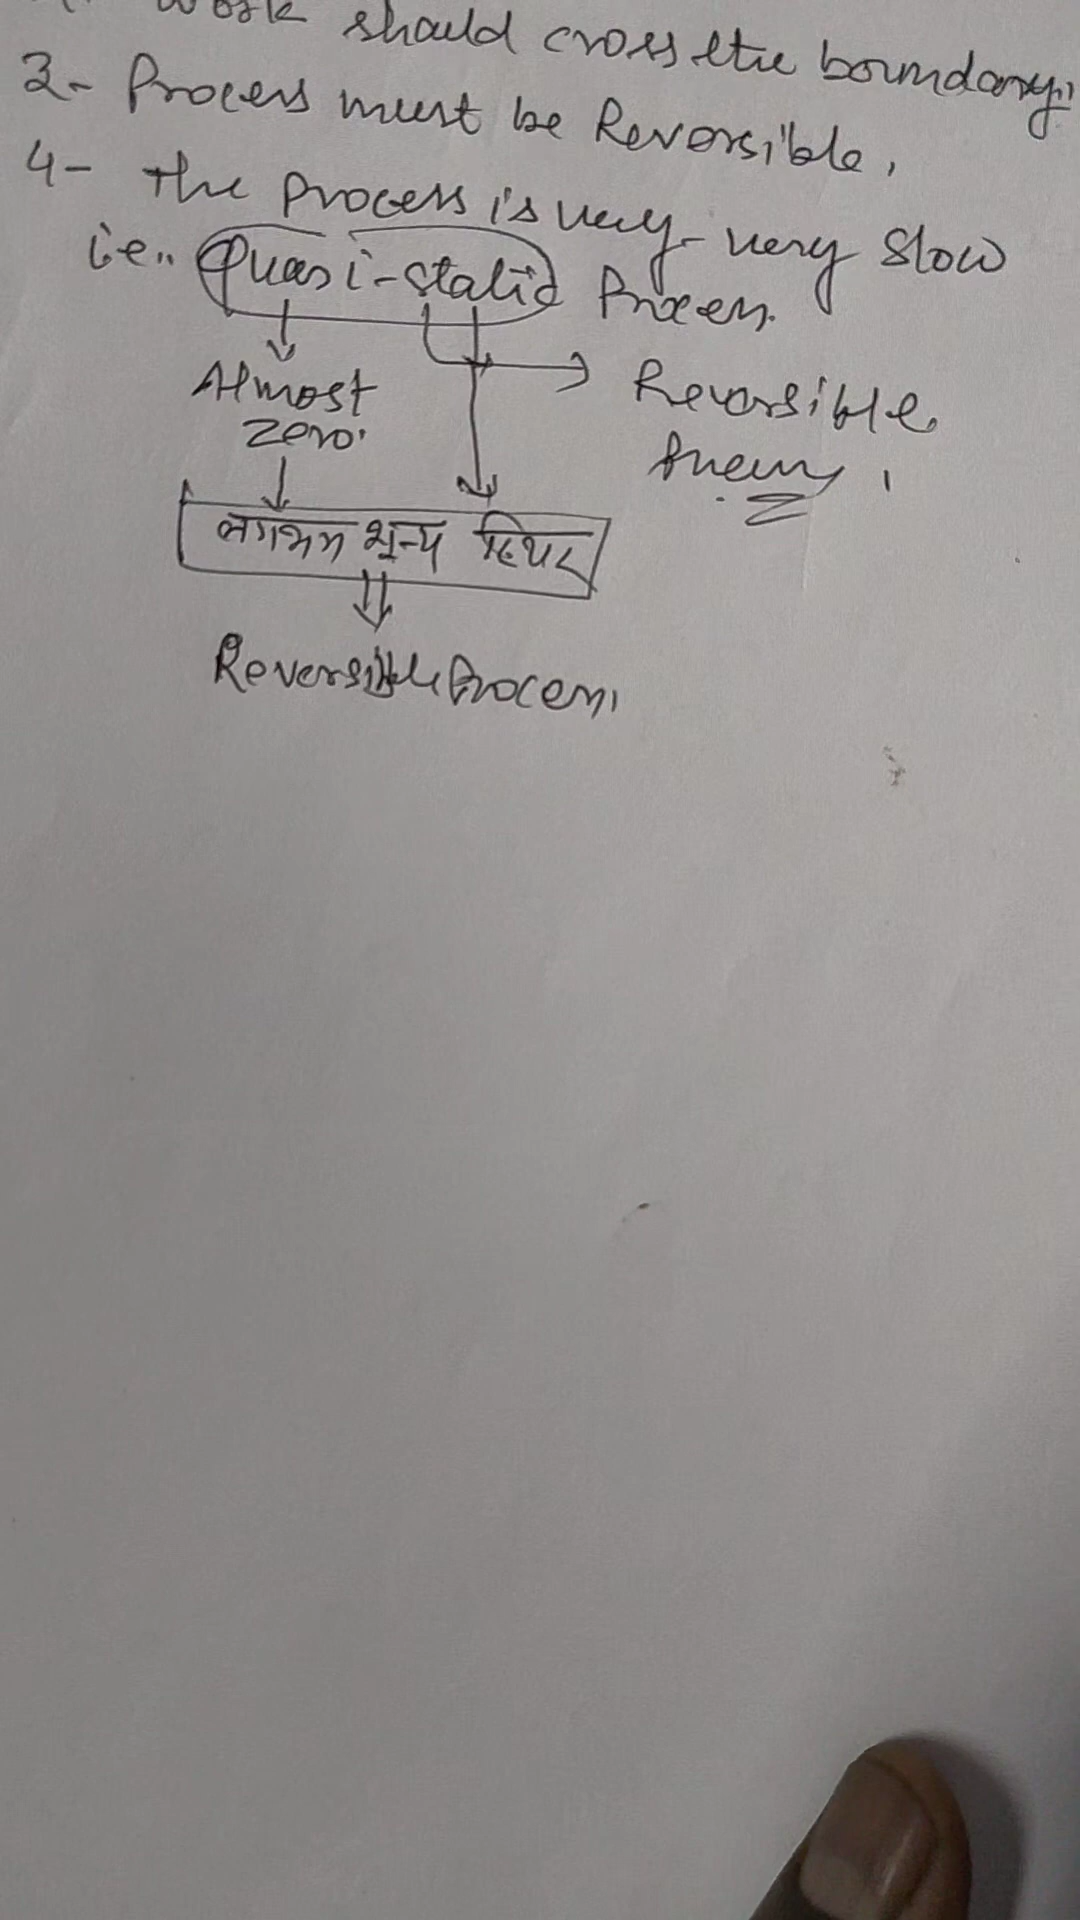 work should cross the boundary.
3- Process must be Reversible,
4- the process is very-very slow
i.e.. Quasi-static Process.
Almost
zero.
Reversible
लगभग शून्य स्थिर
Reversible Process,